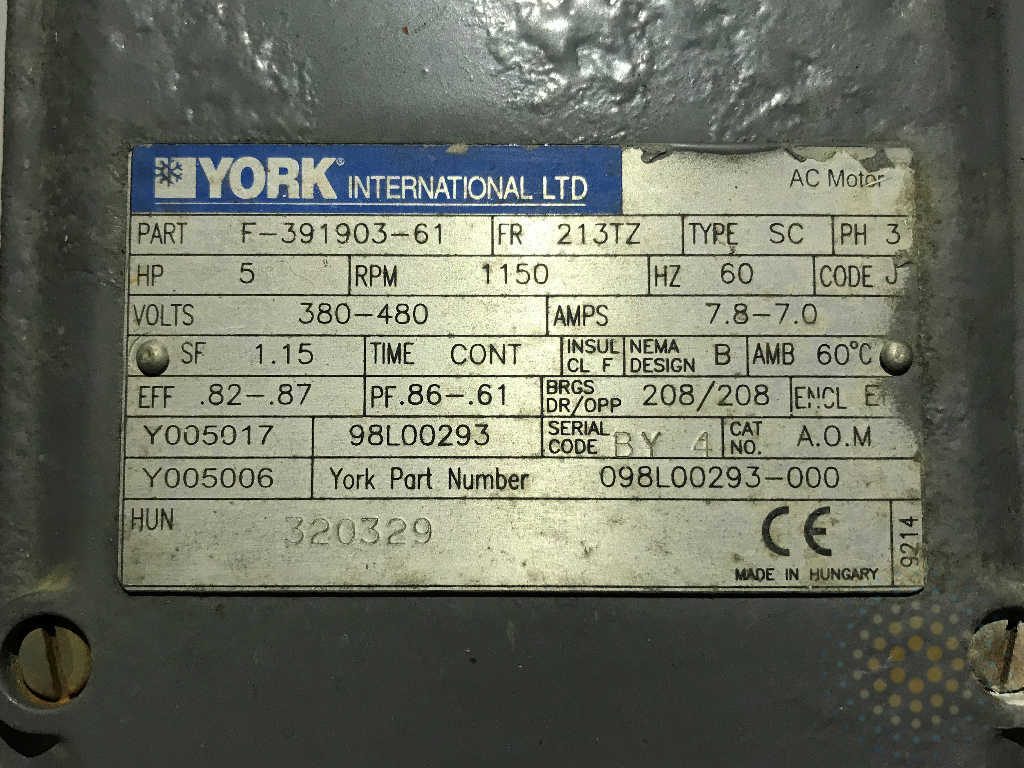 YORK® INTERNATIONAL LTD AC Motor
PART F-391903-61 FR 213TZ TYPE SC PH 3
HP 5 RPM 1150 HZ 60 CODE J
VOLTS 380-480 AMPS 7.8-7.0
SF 1.15 TIME CONT INSUL CL F NEMA DESIGN B AMB 60°C
EFF .82-.87 PF .86-.61 BRGS DR/OPP 208/208 ENCL
Y005017 98L00293 SERIAL CODE BY 4 CAT NO. A.O.M
Y005006 York Part Number 098L00293-000
HUN 320329 CE
MADE IN HUNGARY
9214